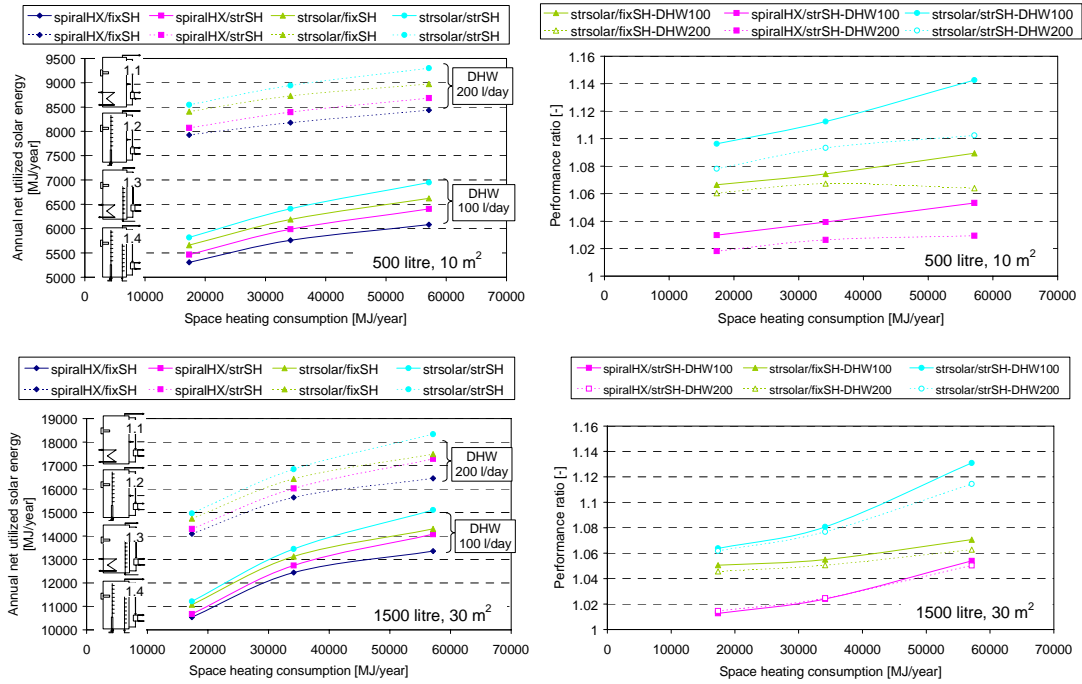 spiralHX/fixSH spiralHX/strSH strsolar/fixSH strsolar/strSH
spiralHX/fixSH spiralHX/strSH strsolar/fixSH strsolar/strSH
Annual net utilized solar energy
[MJ/year]
9500
9000
8500
8000
7500
7000
6500
6000
5500
5000
1.1
1.2
1.3
1.4
DHW
200 l/day
DHW
100 l/day
500 litre, 10 m²
0 10000 20000 30000 40000 50000 60000 70000
Space heating consumption [MJ/year]
strsolar/fixSH-DHW100 spiralHX/strSH-DHW100 strsolar/strSH-DHW100
strsolar/fixSH-DHW200 spiralHX/strSH-DHW200 strsolar/strSH-DHW200
Performance ratio [-]
1.16
1.14
1.12
1.10
1.08
1.06
1.04
1.02
1
500 litre, 10 m²
0 10000 20000 30000 40000 50000 60000 70000
Space heating consumption [MJ/year]
spiralHX/fixSH spiralHX/strSH strsolar/fixSH strsolar/strSH
spiralHX/fixSH spiralHX/strSH strsolar/fixSH strsolar/strSH
Annual net utilized solar energy
[MJ/year]
19000
18000
17000
16000
15000
14000
13000
12000
11000
10000
1.1
1.2
1.3
1.4
DHW
200 l/day
DHW
100 l/day
1500 litre, 30 m²
0 10000 20000 30000 40000 50000 60000 70000
Space heating consumption [MJ/year]
spiralHX/strSH-DHW100 strsolar/fixSH-DHW100 strsolar/strSH-DHW100
spiralHX/strSH-DHW200 strsolar/fixSH-DHW200 strsolar/strSH-DHW200
Performance ratio [-]
1.16
1.14
1.12
1.10
1.08
1.06
1.04
1.02
1
1500 litre, 30 m²
0 10000 20000 30000 40000 50000 60000 70000
Space heating consumption [MJ/year]